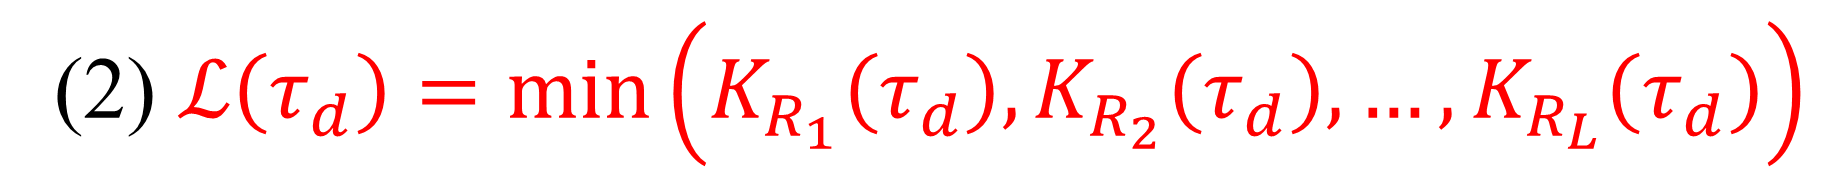 (2) ℒ(τ_d) = min(K_{R_1}(τ_d), K_{R_2}(τ_d), …, K_{R_L}(τ_d))